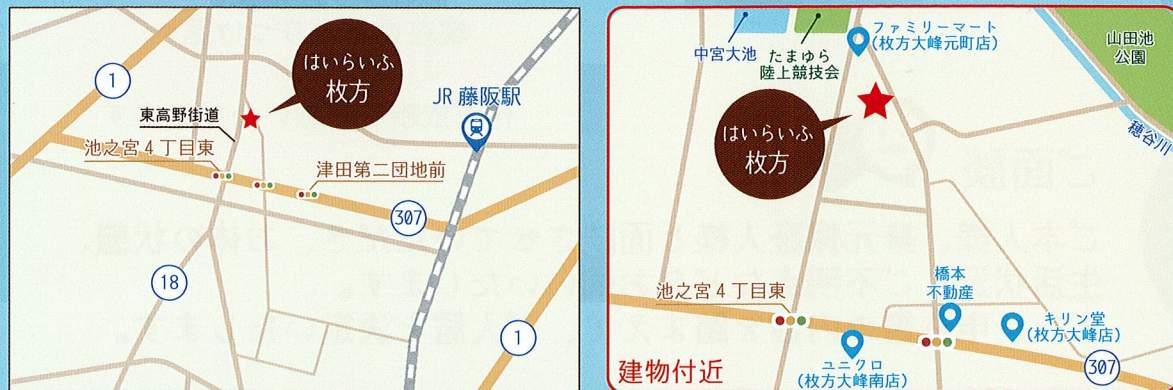 1
はいらいふ
枚方
JR 藤阪駅
東高野街道
池之宮4丁目東
津田第二団地前
307
18
1
中宮大池
たまゆら
陸上競技会
ファミリーマート
(枚方大峰元町店)
山田池
公園
穂谷川
はいらいふ
枚方
池之宮4丁目東
橋本
不動産
キリン堂
(枚方大峰店)
ユニクロ
(枚方大峰南店)
307
建物付近